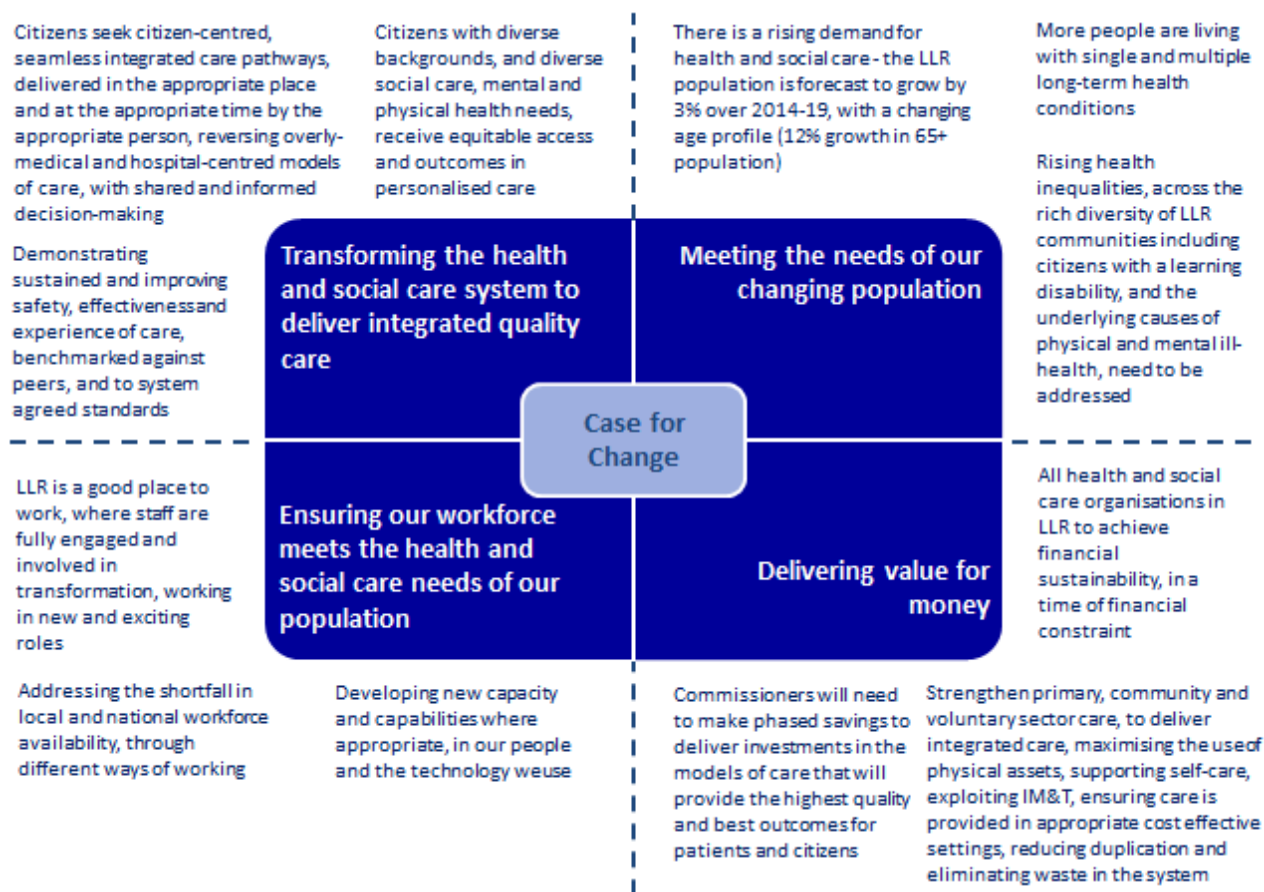 Citizens seek citizen-centred,
seamless integrated care pathways,
delivered in the appropriate place
and at the appropriate time by the
appropriate person, reversing overly-
medical and hospital-centred models
of care, with shared and informed
decision-making
Citizens with diverse
backgrounds, and diverse
social care, mental and
physical health needs,
receive equitable access
and outcomes in
personalised care
Demonstrating
sustained and improving
safety, effectivenessand
experience of care,
benchmarked against
peers, and to system
agreed standards
There is a rising demand for
health and social care - the LLR
population is forecast to grow by
3% over 2014-19, with a changing
age profile (12% growth in 65+
population)
More people are living
with single and multiple
long-term health
conditions
Rising health
inequalities, across the
rich diversity of LLR
communities including
citizens with a learning
disability, and the
underlying causes of
physical and mental ill-
health, need to be
addressed
Transforming the health
and social care system to
deliver integrated quality
care
Meeting the needs of our
changing population
Case for
Change
Ensuring our workforce
meets the health and
social care needs of our
population
Delivering value for
money
LLR is a good place to
work, where staff are
fully engaged and
involved in
transformation, working
in new and exciting
roles
Addressing the shortfall in
local and national workforce
availability, through
different ways of working
Developing new capacity
and capabilities where
appropriate, in our people
and the technology weuse
All health and social
care organisations in
LLR to achieve
financial
sustainability, in a
time of financial
constraint
Commissioners will need
to make phased savings to
deliver investments in the
models of care that will
provide the highest quality
and best outcomes for
patients and citizens
Strengthen primary, community and
voluntary sector care, to deliver
integrated care, maximising the useof
physical assets, supporting self-care,
exploiting IM&T, ensuring care is
provided in appropriate cost effective
settings, reducing duplication and
eliminating waste in the system